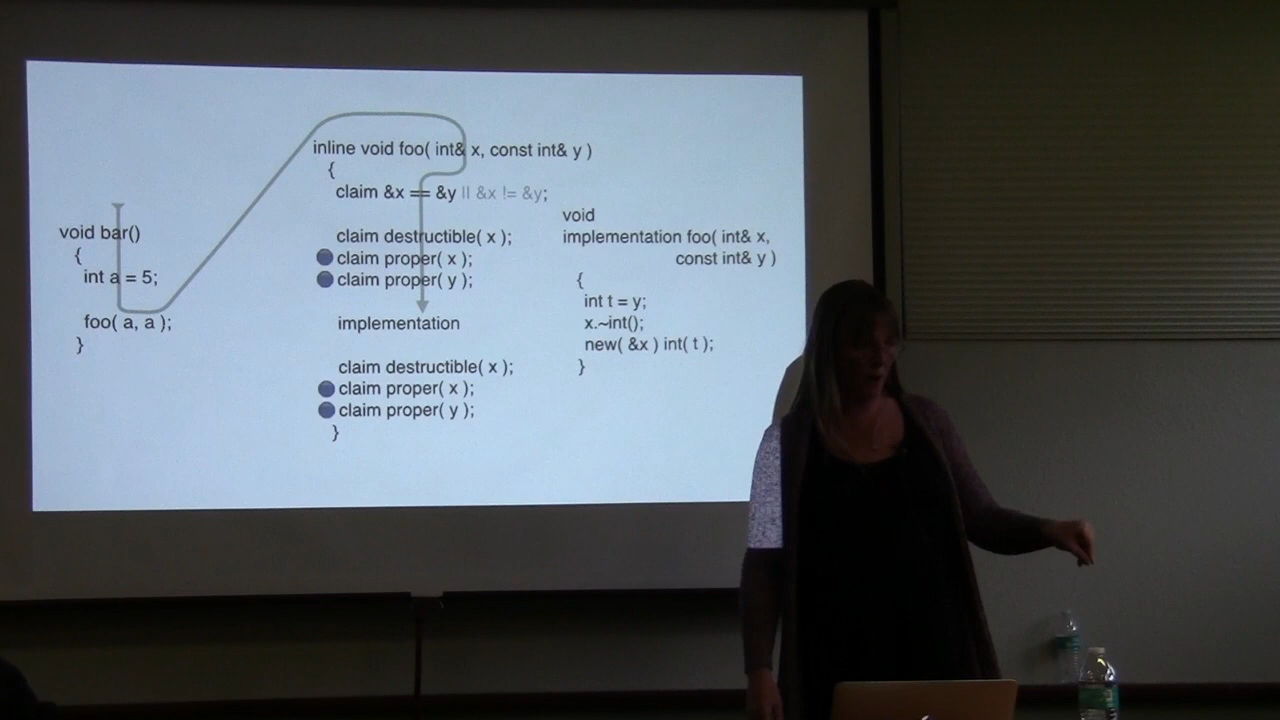 void bar()
{
int a = 5;
foo( a, a );
}
inline void foo( int& x, const int& y )
{
claim &x == &y || &x != &y;
claim destructible( x );
claim proper( x );
claim proper( y );
implementation
claim destructible( x );
claim proper( x );
claim proper( y );
}
void
implementation foo( int& x,
const int& y )
{
int t = y;
x.~int();
new( &x ) int( t );
}